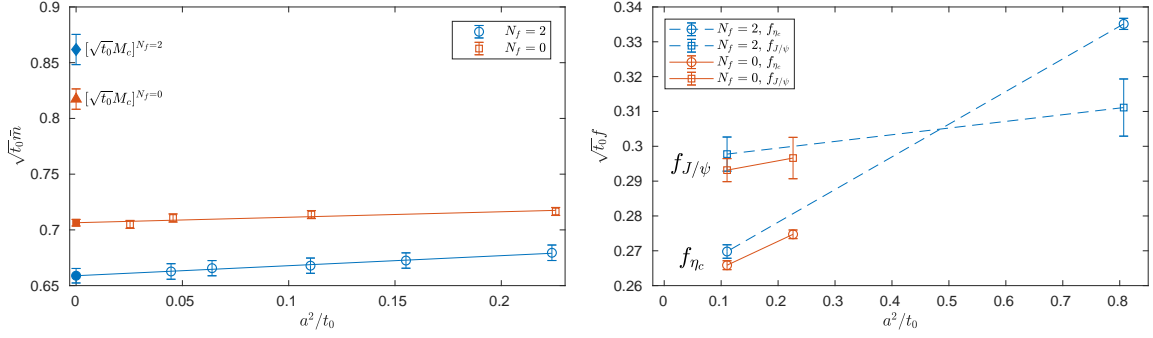 0.9
0.85
0.8
0.75
0.7
0.65
0
0.05
0.1
0.15
0.2
√t₀m̄
a²/t₀
[√t₀M_c]^{N_f=2}
[√t₀M_c]^{N_f=0}
N_f = 2
N_f = 0
0.34
0.33
0.32
0.31
0.3
0.29
0.28
0.27
0.26
0
0.1
0.2
0.3
0.4
0.5
0.6
0.7
0.8
√t₀f
a²/t₀
N_f = 2, f_{η_c}
N_f = 2, f_{J/ψ}
N_f = 0, f_{η_c}
N_f = 0, f_{J/ψ}
f_{J/ψ}
f_{η_c}